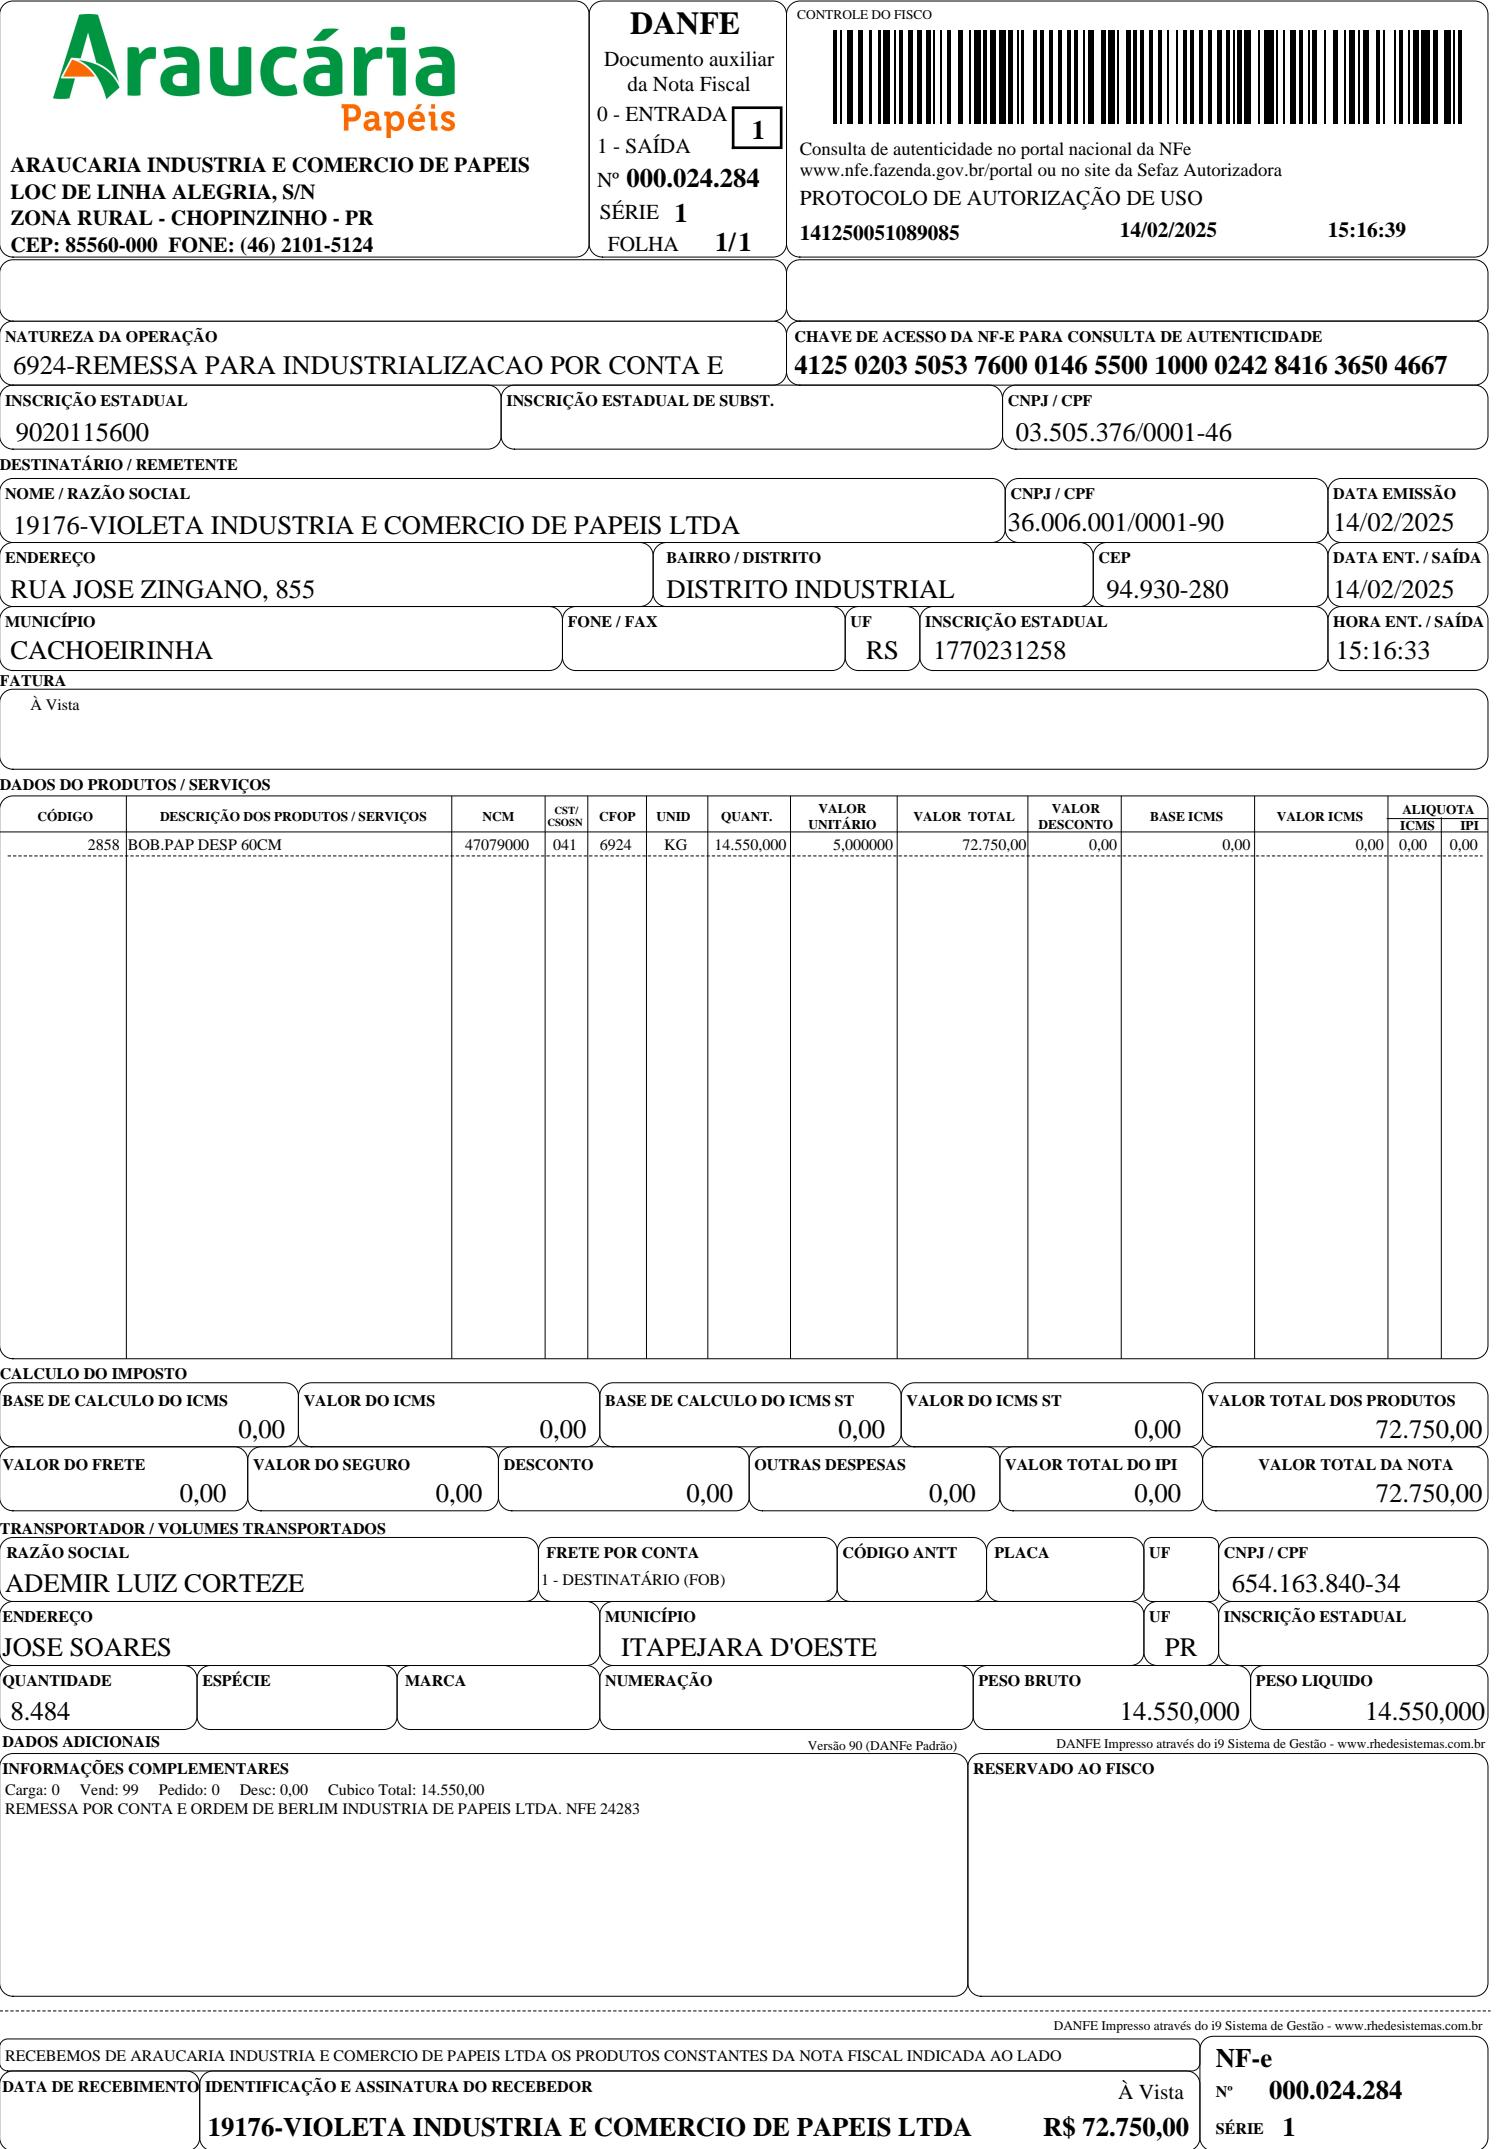 Araucária
Papéis
ARAUCARIA INDUSTRIA E COMERCIO DE PAPEIS
LOC DE LINHA ALEGRIA, S/N
ZONA RURAL - CHOPINZINHO - PR
CEP: 85560-000 FONE: (46) 2101-5124
DANFE
Documento auxiliar
da Nota Fiscal
0 - ENTRADA
1 - SAÍDA
1
Nº 000.024.284
SÉRIE 1
FOLHA 1/1
CONTROLE DO FISCO
Consulta de autenticidade no portal nacional da NFe
www.nfe.fazenda.gov.br/portal ou no site da Sefaz Autorizadora
PROTOCOLO DE AUTORIZAÇÃO DE USO
141250051089085 14/02/2025 15:16:39
NATUREZA DA OPERAÇÃO
6924-REMESSA PARA INDUSTRIALIZACAO POR CONTA E
CHAVE DE ACESSO DA NF-E PARA CONSULTA DE AUTENTICIDADE
4125 0203 5053 7600 0146 5500 1000 0242 8416 3650 4667
INSCRIÇÃO ESTADUAL
9020115600
INSCRIÇÃO ESTADUAL DE SUBST.
CNPJ / CPF
03.505.376/0001-46
DESTINATÁRIO / REMETENTE
NOME / RAZÃO SOCIAL
19176-VIOLETA INDUSTRIA E COMERCIO DE PAPEIS LTDA
CNPJ / CPF
36.006.001/0001-90
DATA EMISSÃO
14/02/2025
ENDEREÇO
RUA JOSE ZINGANO, 855
BAIRRO / DISTRITO
DISTRITO INDUSTRIAL
CEP
94.930-280
DATA ENT. / SAÍDA
14/02/2025
MUNICÍPIO
CACHOEIRINHA
FONE / FAX
UF
RS
INSCRIÇÃO ESTADUAL
1770231258
HORA ENT. / SAÍDA
15:16:33
FATURA
À Vista
DADOS DO PRODUTOS / SERVIÇOS
CÓDIGO DESCRIÇÃO DOS PRODUTOS / SERVIÇOS NCM CST/ CSOSN CFOP UNID QUANT. VALOR UNITÁRIO VALOR TOTAL VALOR DESCONTO BASE ICMS VALOR ICMS ALIQUOTA ICMS IPI
2858 BOB.PAP DESP 60CM 47079000 041 6924 KG 14.550,000 5,000000 72.750,00 0,00 0,00 0,00 0,00 0,00
CALCULO DO IMPOSTO
BASE DE CALCULO DO ICMS
0,00
VALOR DO ICMS
0,00
BASE DE CALCULO DO ICMS ST
0,00
VALOR DO ICMS ST
0,00
VALOR TOTAL DOS PRODUTOS
72.750,00
VALOR DO FRETE
0,00
VALOR DO SEGURO
0,00
DESCONTO
0,00
OUTRAS DESPESAS
0,00
VALOR TOTAL DO IPI
0,00
VALOR TOTAL DA NOTA
72.750,00
TRANSPORTADOR / VOLUMES TRANSPORTADOS
RAZÃO SOCIAL
ADEMIR LUIZ CORTEZE
FRETE POR CONTA
1 - DESTINATÁRIO (FOB)
CÓDIGO ANTT
PLACA
UF
CNPJ / CPF
654.163.840-34
ENDEREÇO
JOSE SOARES
MUNICÍPIO
ITAPEJARA D'OESTE
UF
PR
INSCRIÇÃO ESTADUAL
QUANTIDADE
8.484
ESPÉCIE
MARCA
NUMERAÇÃO
PESO BRUTO
14.550,000
PESO LIQUIDO
14.550,000
DADOS ADICIONAIS
Versão 90 (DANFe Padrão)
DANFE Impresso através do i9 Sistema de Gestão - www.rhedesistemas.com.br
INFORMAÇÕES COMPLEMENTARES
Carga: 0 Vend: 99 Pedido: 0 Desc: 0,00 Cubico Total: 14.550,00
REMESSA POR CONTA E ORDEM DE BERLIM INDUSTRIA DE PAPEIS LTDA. NFE 24283
RESERVADO AO FISCO
DANFE Impresso através do i9 Sistema de Gestão - www.rhedesistemas.com.br
RECEBEMOS DE ARAUCARIA INDUSTRIA E COMERCIO DE PAPEIS LTDA OS PRODUTOS CONSTANTES DA NOTA FISCAL INDICADA AO LADO
DATA DE RECEBIMENTO
IDENTIFICAÇÃO E ASSINATURA DO RECEBEDOR
À Vista
19176-VIOLETA INDUSTRIA E COMERCIO DE PAPEIS LTDA R$ 72.750,00
NF-e
Nº 000.024.284
SÉRIE 1